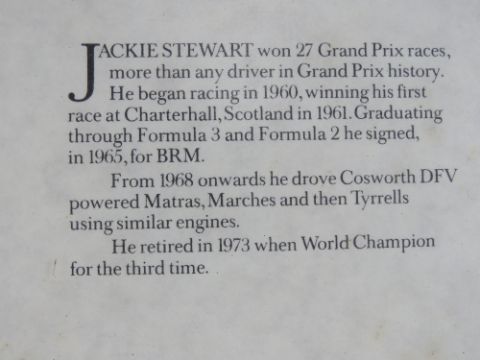 JACKIE STEWART won 27 Grand Prix races,
more than any driver in Grand Prix history.
He began racing in 1960, winning his first
race at Charterhall, Scotland in 1961. Graduating
through Formula 3 and Formula 2 he signed,
in 1965, for BRM.
From 1968 onwards he drove Cosworth DFV
powered Matras, Marches and then Tyrrells
using similar engines.
He retired in 1973 when World Champion
for the third time.